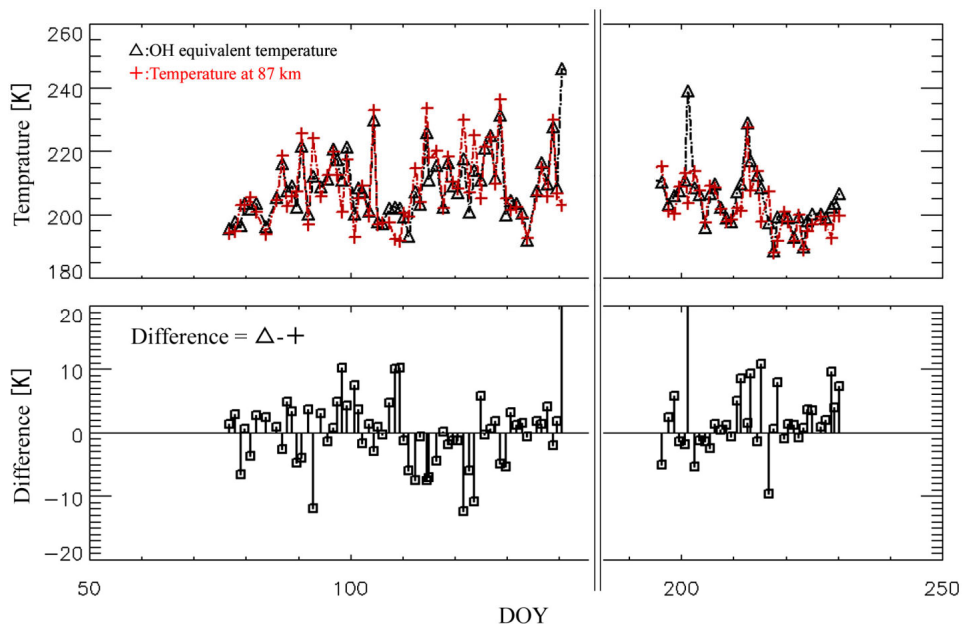 260
240
220
200
180
Temprature [K]
△:OH equivalent temperature
+:Temperature at 87 km
20
10
0
-10
-20
Difference [K]
Difference = △-+
50
100
200
250
DOY